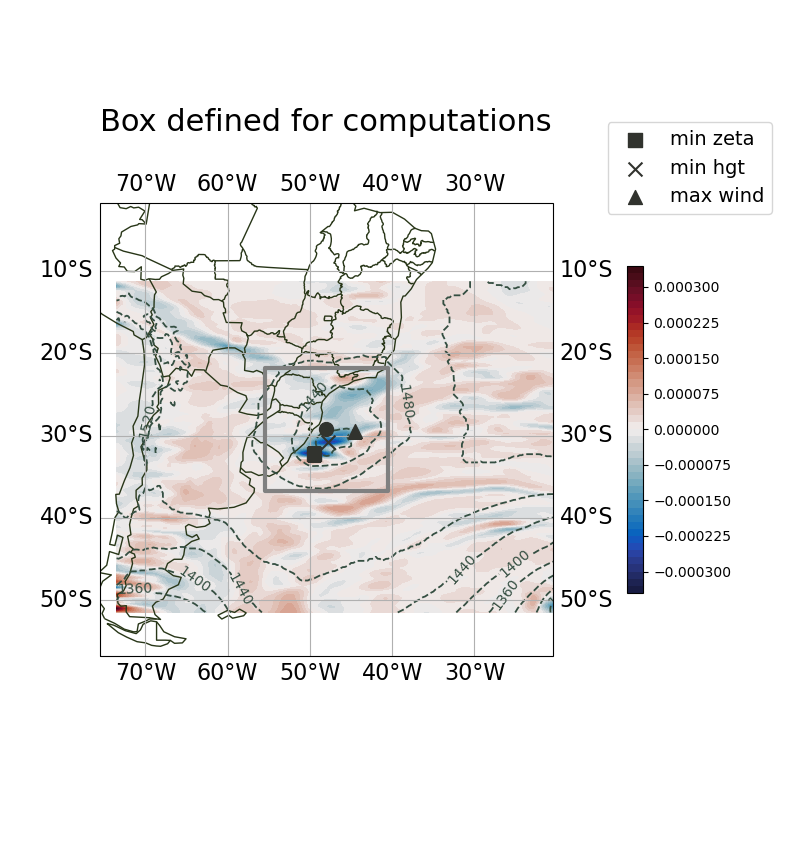 Box defined for computations
min zeta
min hgt
max wind
70°W 60°W 50°W 40°W 30°W
10°S 10°S
20°S 20°S
30°S 30°S
40°S 40°S
50°S 50°S
70°W 60°W 50°W 40°W 30°W
1520
1440
1480
1360
1400
1440
1440
1400
1360
0.000300
0.000225
0.000150
0.000075
0.000000
−0.000075
−0.000150
−0.000225
−0.000300